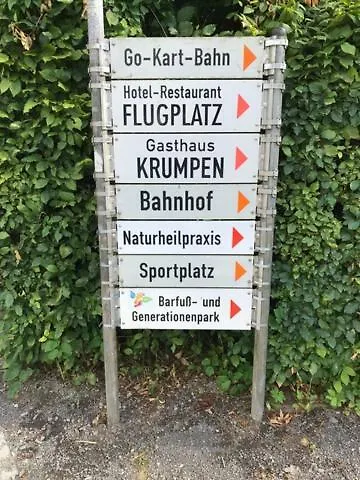 Go-Kart-Bahn
Hotel-Restaurant
FLUGPLATZ
Gasthaus
KRUMPEN
Bahnhof
Naturheilpraxis
Sportplatz
Barfuß- und
Generationenpark